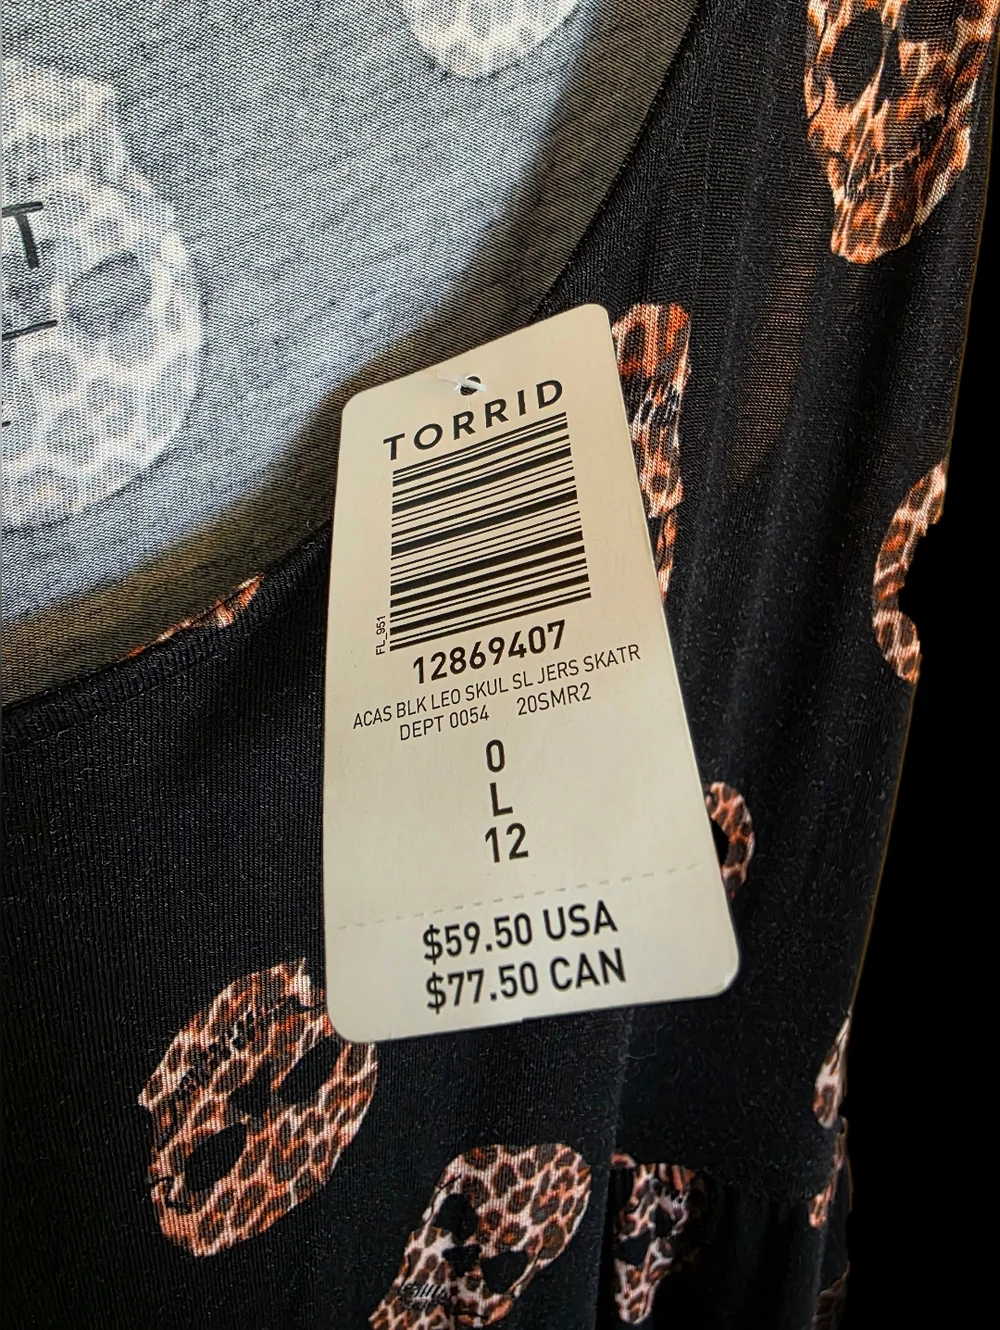 T
TORRID
FL_951
12869407
ACAS BLK LEO SKUL SL JERS SKATR
DEPT 0054 20SMR2
0
L
12
$59.50 USA
$77.50 CAN